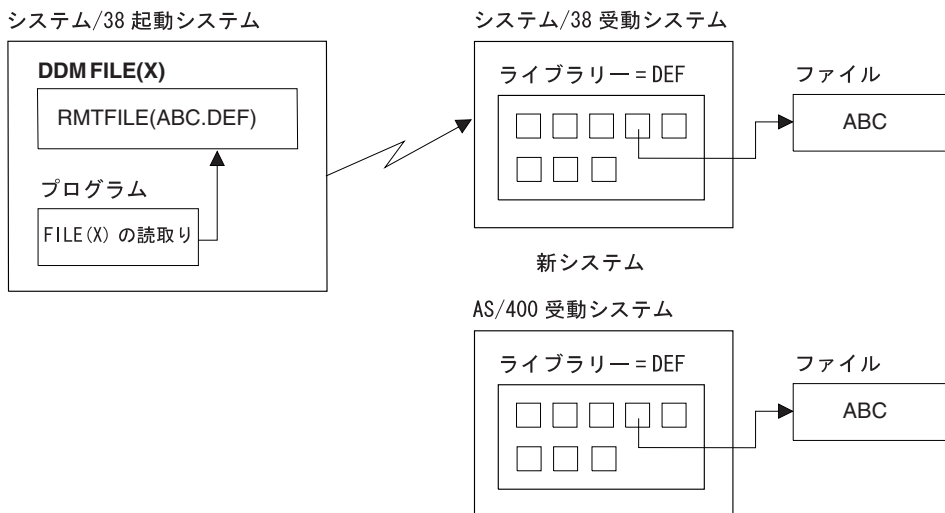 システム/38 起動システム
DDM FILE(X)
RMTFILE(ABC.DEF)
プログラム
FILE(X) の読取り
システム/38 受動システム
ライブラリー = DEF
ファイル
ABC
新システム
AS/400 受動システム
ライブラリー = DEF
ファイル
ABC